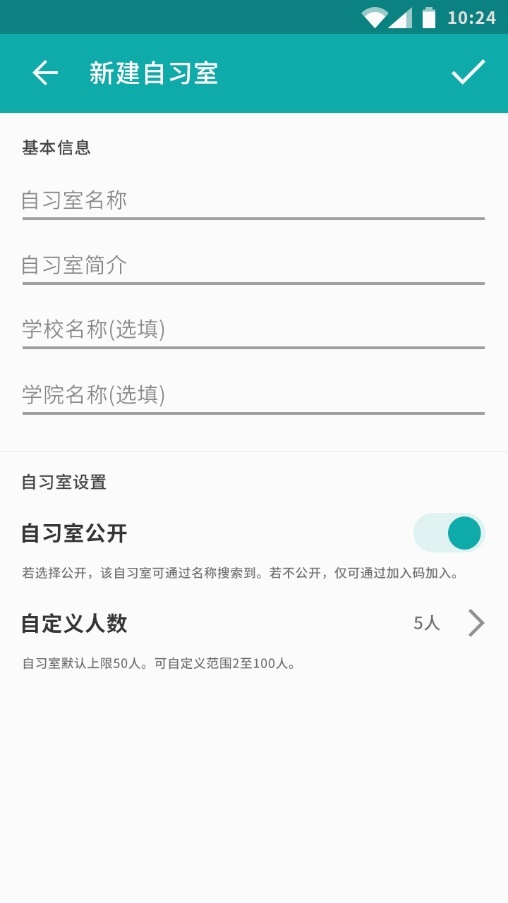 10:24
新建自习室
基本信息
自习室名称
自习室简介
学校名称(选填)
学院名称(选填)
自习室设置
自习室公开
若选择公开，该自习室可通过名称搜索到。若不公开，仅可通过加入码加入。
自定义人数 5人
自习室默认上限50人。可自定义范围2至100人。